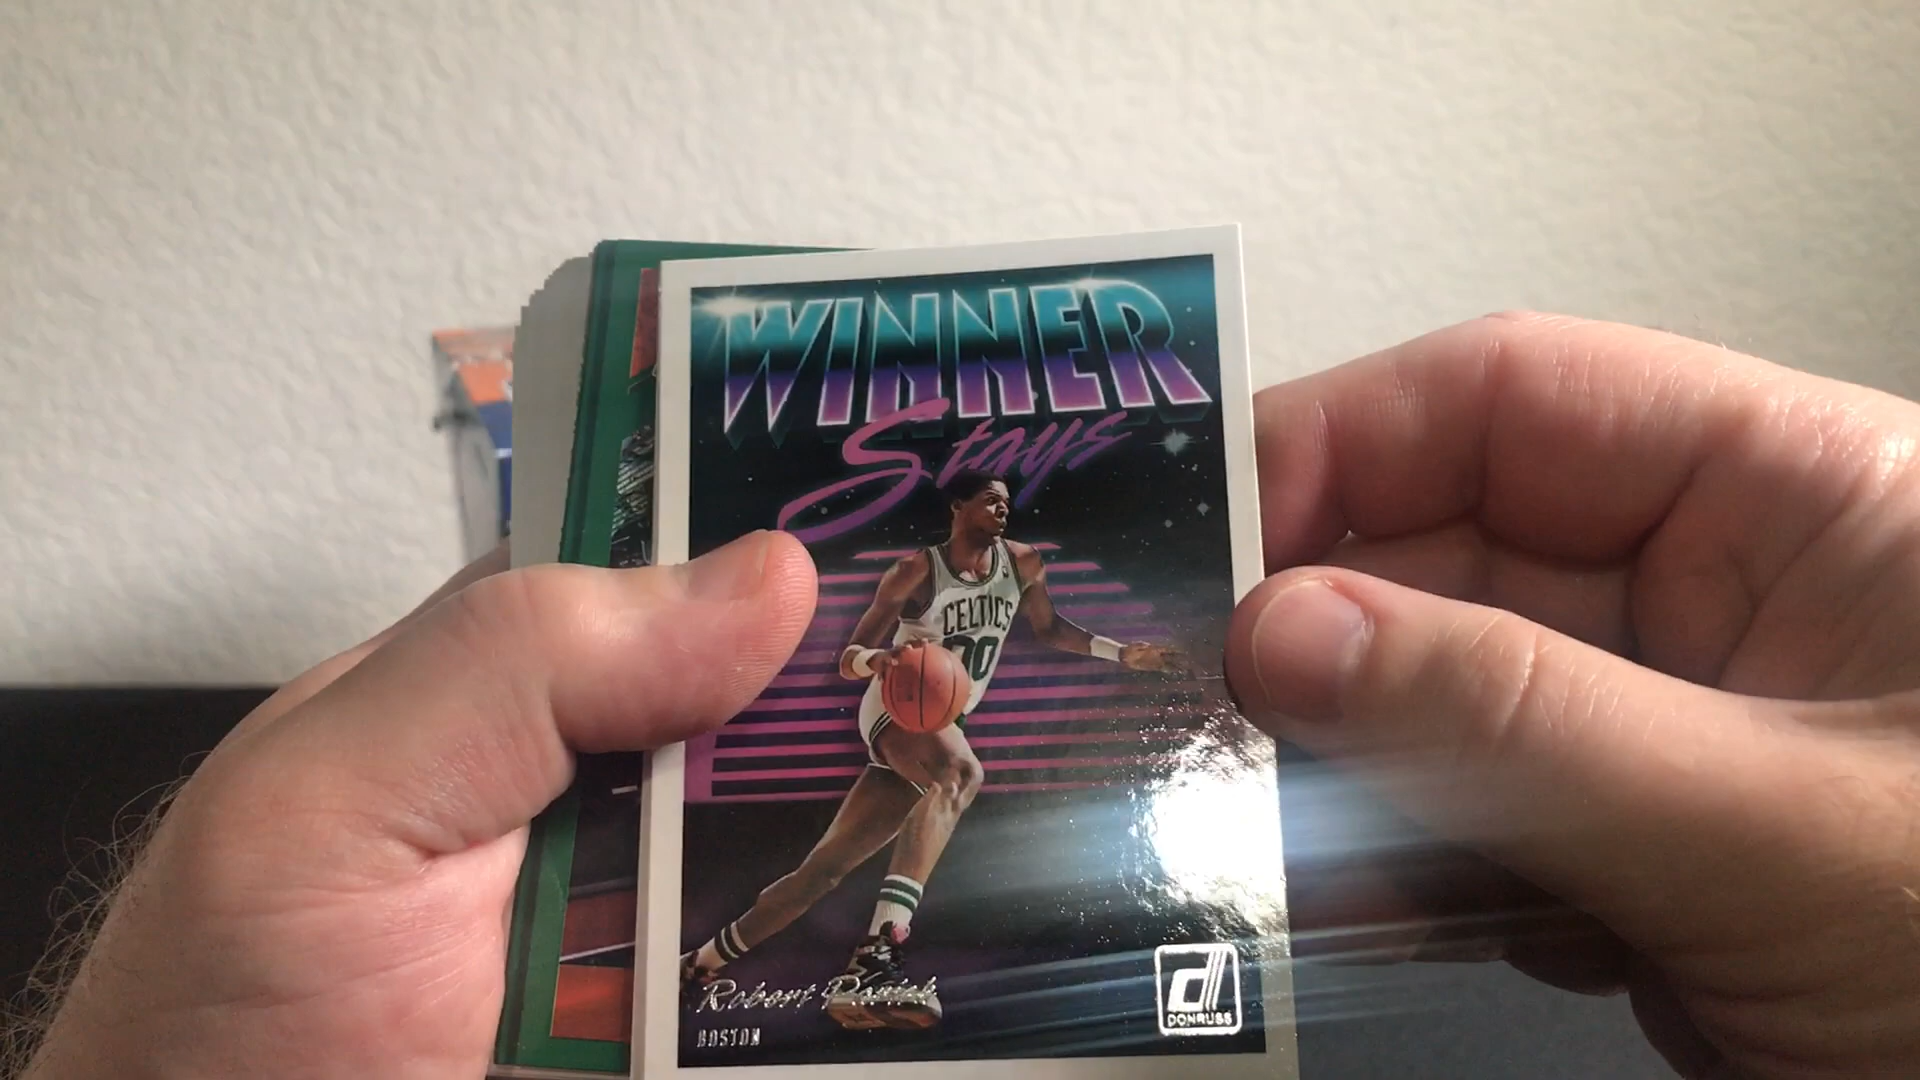 WINNER
Stays
CELTICS
00
Robert Parish
BOSTON
DONRUSS